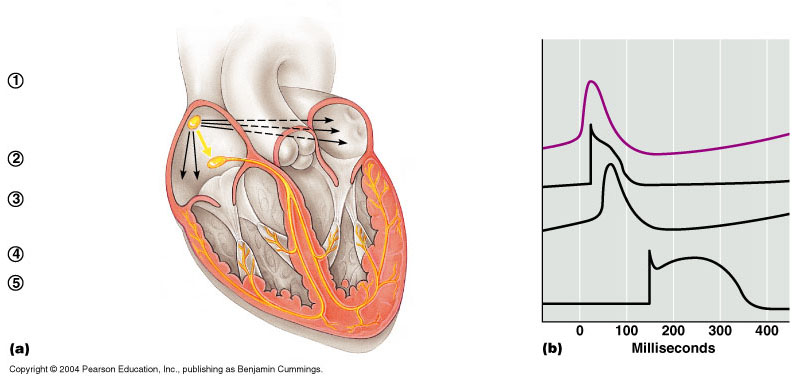 ①
②
③
④
⑤
0 100 200 300 400
Milliseconds
(a)
(b)
Copyright © 2004 Pearson Education, Inc., publishing as Benjamin Cummings.